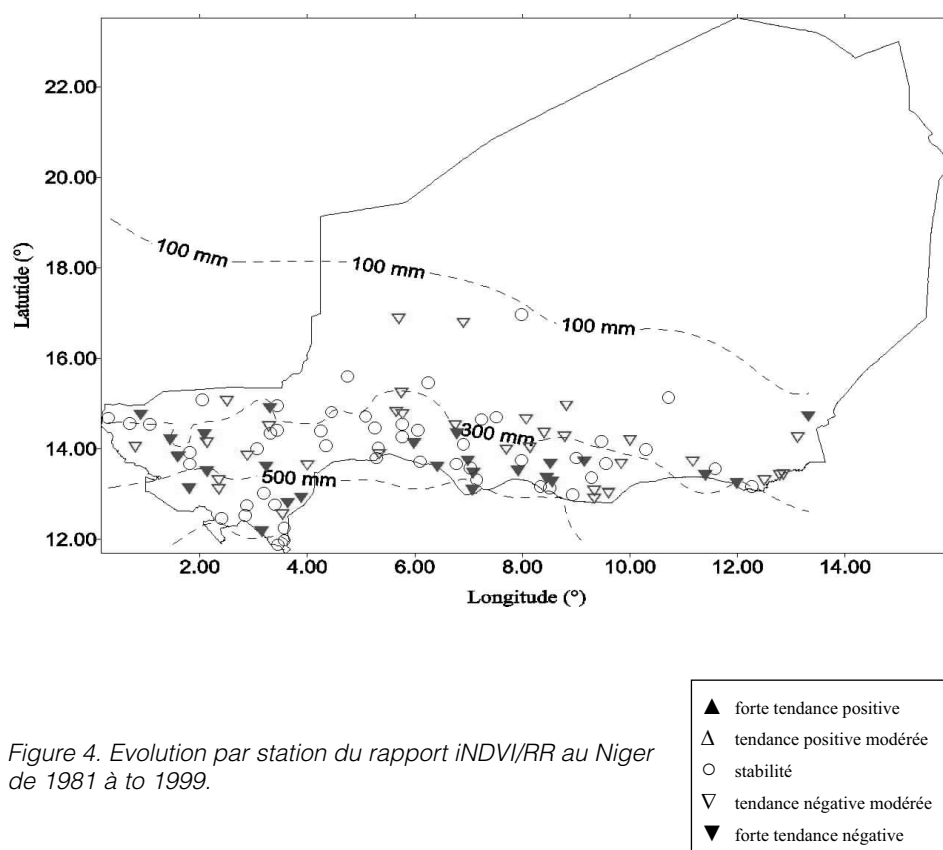 22.00
20.00
18.00
16.00
14.00
12.00
Latutide (°)
100 mm
100 mm
100 mm
300 mm
500 mm
2.00 4.00 6.00 8.00 10.00 12.00 14.00
Longitude (°)
Figure 4. Evolution par station du rapport iNDVI/RR au Niger
de 1981 à to 1999.
forte tendance positive
tendance positive modérée
stabilité
tendance négative modérée
forte tendance négative